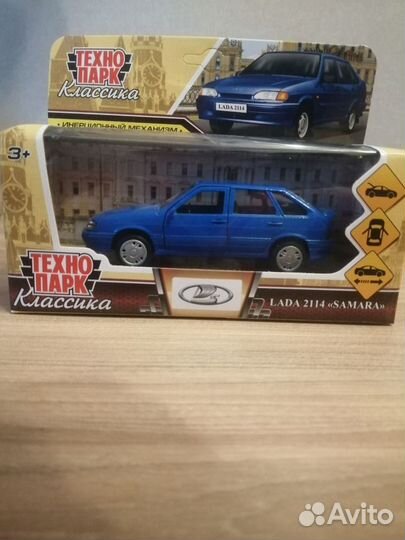 ТЕХНО
ПАРК
Классика
LADA 2114
• ИНЕРЦИОННЫЙ МЕХАНИЗМ
3+
ТЕХНО
ПАРК
Классика
LADA 2114 «SAMARA»
Avito